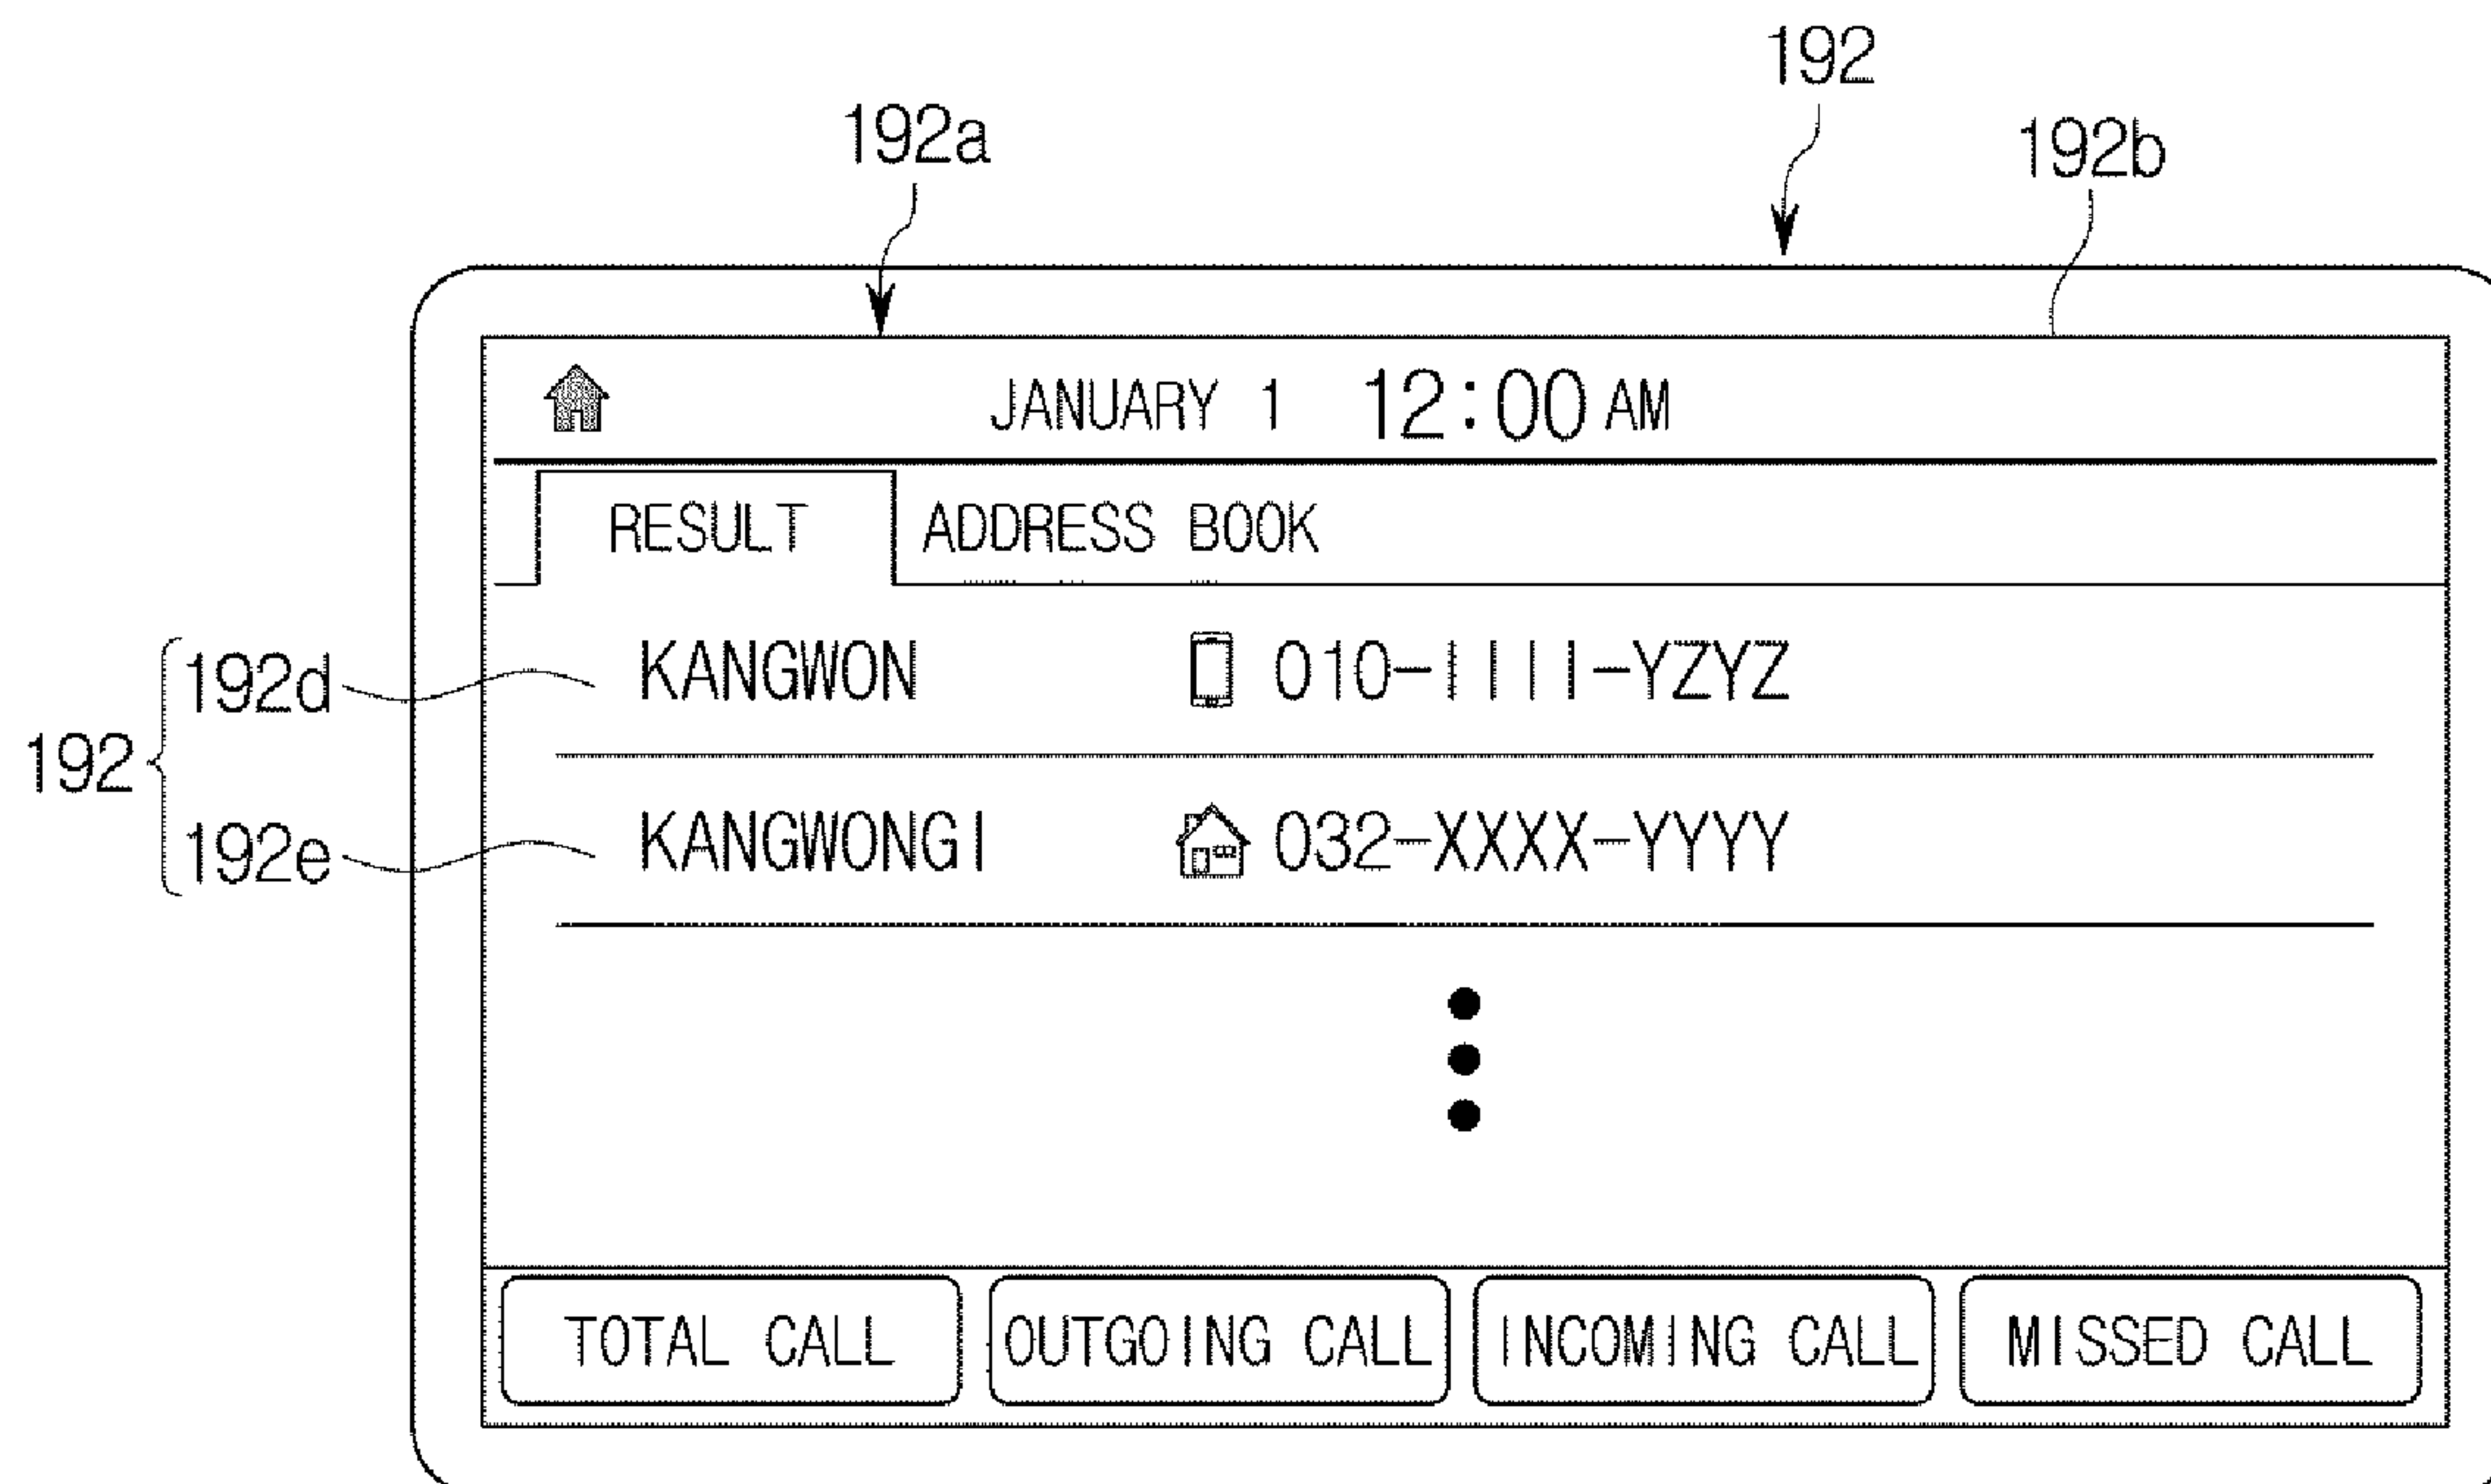 192
192a
192b
JANUARY 1 12:00 AM
RESULT ADDRESS BOOK
192d KANGWON 010-IIII-YZYZ
192
192e KANGWONGI 032-XXXX-YYYY
TOTAL CALL OUTGOING CALL INCOMING CALL MISSED CALL